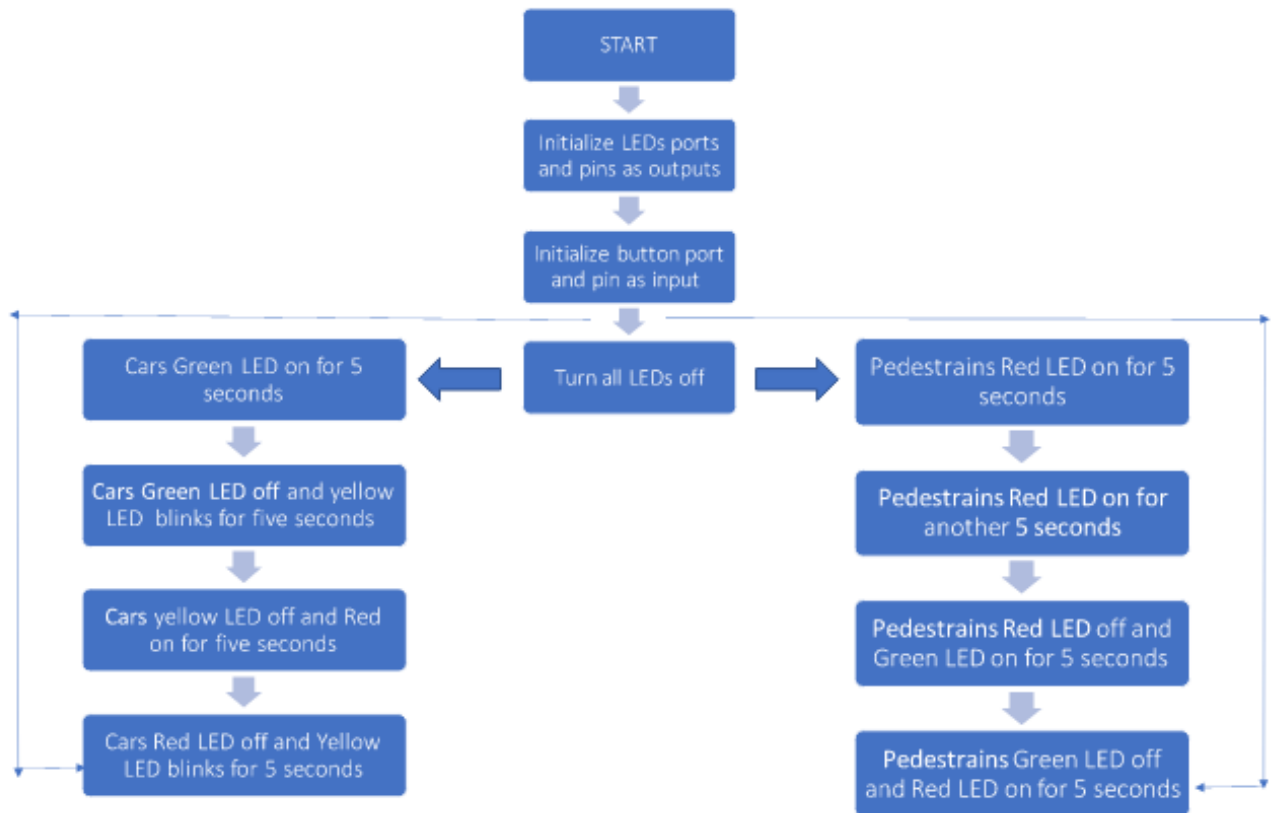 START
Initialize LEDs ports
and pins as outputs
Initialize button port
and pin as input
Turn all LEDs off
Cars Green LED on for 5
seconds
Cars Green LED off and yellow
LED blinks for five seconds
Cars yellow LED off and Red
on for five seconds
Cars Red LED off and Yellow
LED blinks for 5 seconds
Pedestrains Red LED on for 5
seconds
Pedestrains Red LED on for
another 5 seconds
Pedestrains Red LED off and
Green LED on for 5 seconds
Pedestrains Green LED off
and Red LED on for 5 seconds